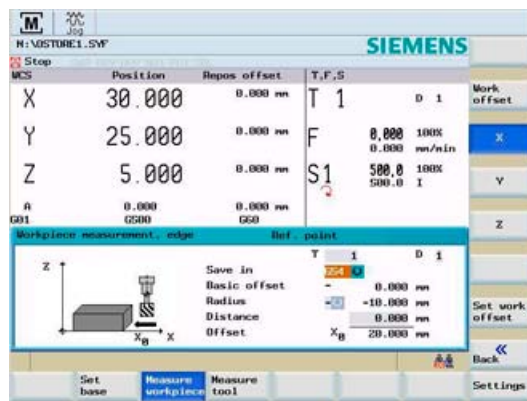 M Jog
N:\OSTORE1.SYF
SIEMENS
Stop
WCS Position Repos offset T,F,S
X 30.000 0.000 mm T 1 D 1
Y 25.000 0.000 mm F 0,000 100%
0.000 mm/min
Z 5.000 0.000 mm S1 500,0 100%
500.0 I
A 0.000 0.000 mm
G01 G500 G60
Workpiece measurement, edge Ref. point
T 1 D 1
Z
Save in G54
Basic offset - 0.000 mm
Radius - -10.000 mm
Distance 0.000 mm
Offset X0 20.000 mm
X0 X
Work offset
X
Y
Z
Set work offset
Back
Settings
Set base
Measure workpiece
Measure tool